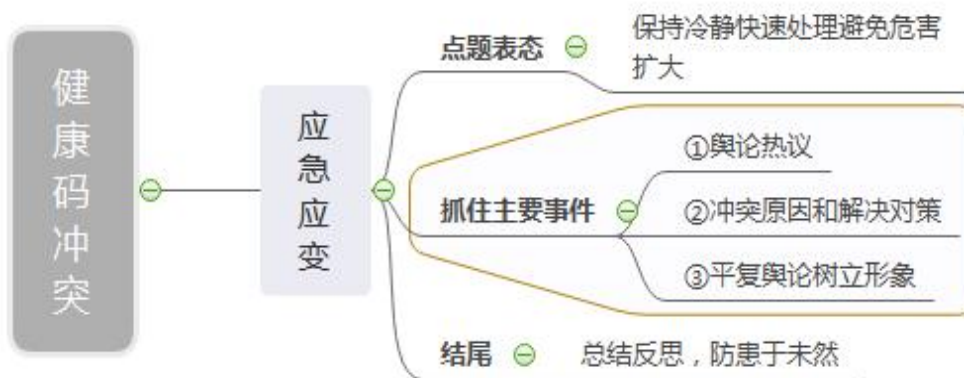 健康码冲突
应急应变
点题表态
保持冷静快速处理避免危害
扩大
抓住主要事件
①舆论热议
②冲突原因和解决对策
③平复舆论树立形象
结尾
总结反思，防患于未然